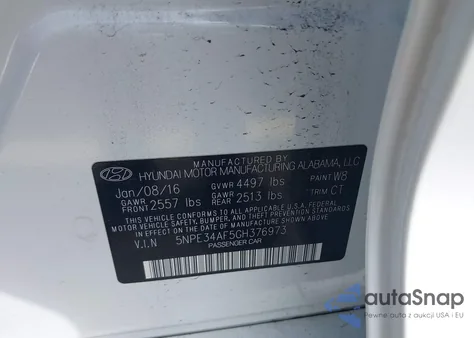 MANUFACTURED BY
HYUNDAI MOTOR MANUFACTURING ALABAMA, LLC
Jan/08/16 GVWR 4497 lbs PAINT W8
GAWR FRONT 2557 lbs GAWR REAR 2513 lbs TRIM CT
THIS VEHICLE CONFORMS TO ALL APPLICABLE FEDERAL
MOTOR VEHICLE SAFETY, BUMPER, AND THEFT PREVENTION STANDARDS
IN EFFECT ON THE DATE OF MANUFACTURE SHOWN ABOVE.
V.I.N 5NPE34AF5GH376973
PASSENGER CAR
autoSnap
Pewne auta z aukcji USA i EU